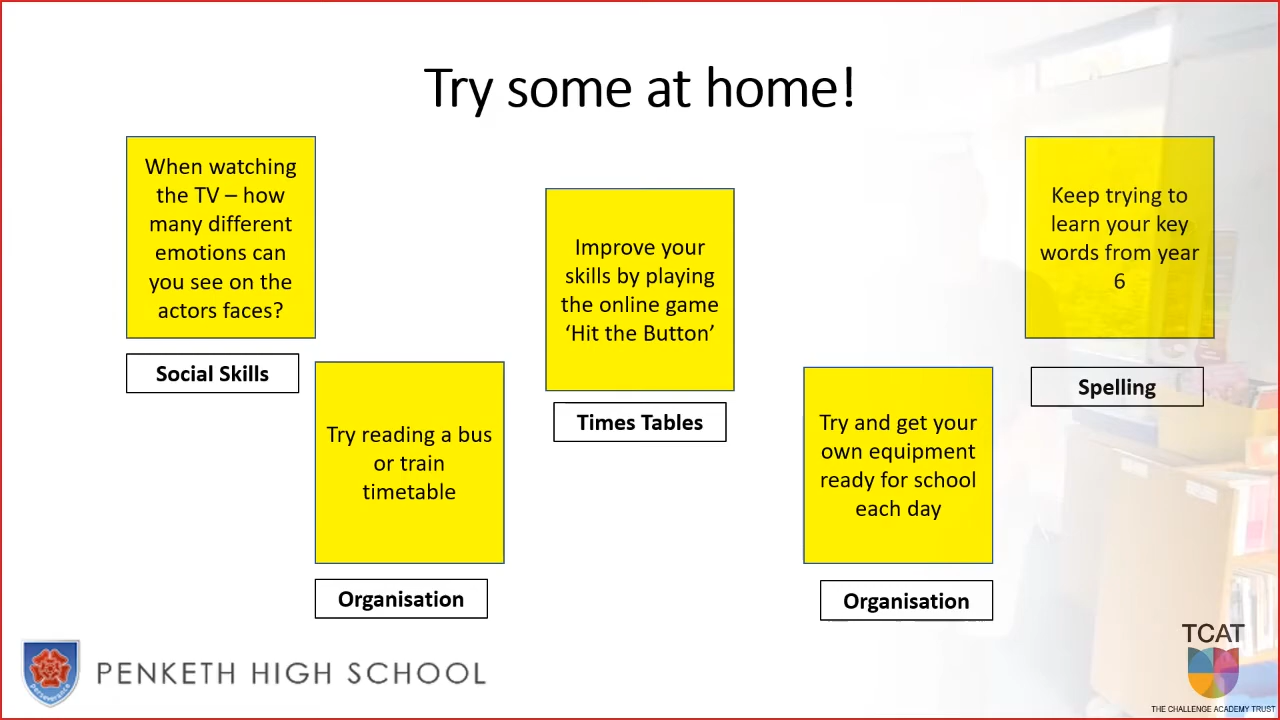 Try some at home!
When watching
the TV – how
many different
emotions can
you see on the
actors faces?
Social Skills
Try reading a bus
or train
timetable
Organisation
Improve your
skills by playing
the online game
‘Hit the Button’
Times Tables
Try and get your
own equipment
ready for school
each day
Organisation
Keep trying to
learn your key
words from year
6
Spelling
perseverance
PENKETH HIGH SCHOOL
TCAT
THE CHALLENGE ACADEMY TRUST